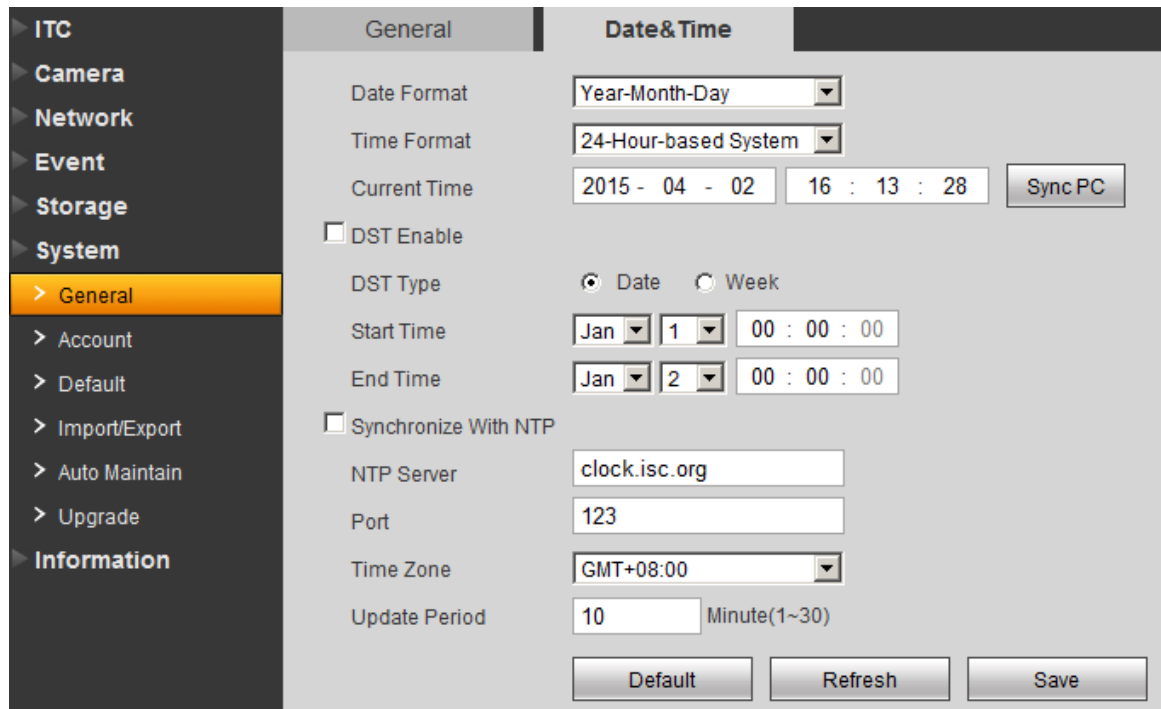 ITC
Camera
Network
Event
Storage
System
> General
> Account
> Default
> Import/Export
> Auto Maintain
> Upgrade
Information
General Date&Time
Date Format Year-Month-Day
Time Format 24-Hour-based System
Current Time 2015 - 04 - 02 16 : 13 : 28 Sync PC
DST Enable
DST Type Date Week
Start Time Jan 1 00 : 00 : 00
End Time Jan 2 00 : 00 : 00
Synchronize With NTP
NTP Server clock.isc.org
Port 123
Time Zone GMT+08:00
Update Period 10 Minute(1~30)
Default Refresh Save